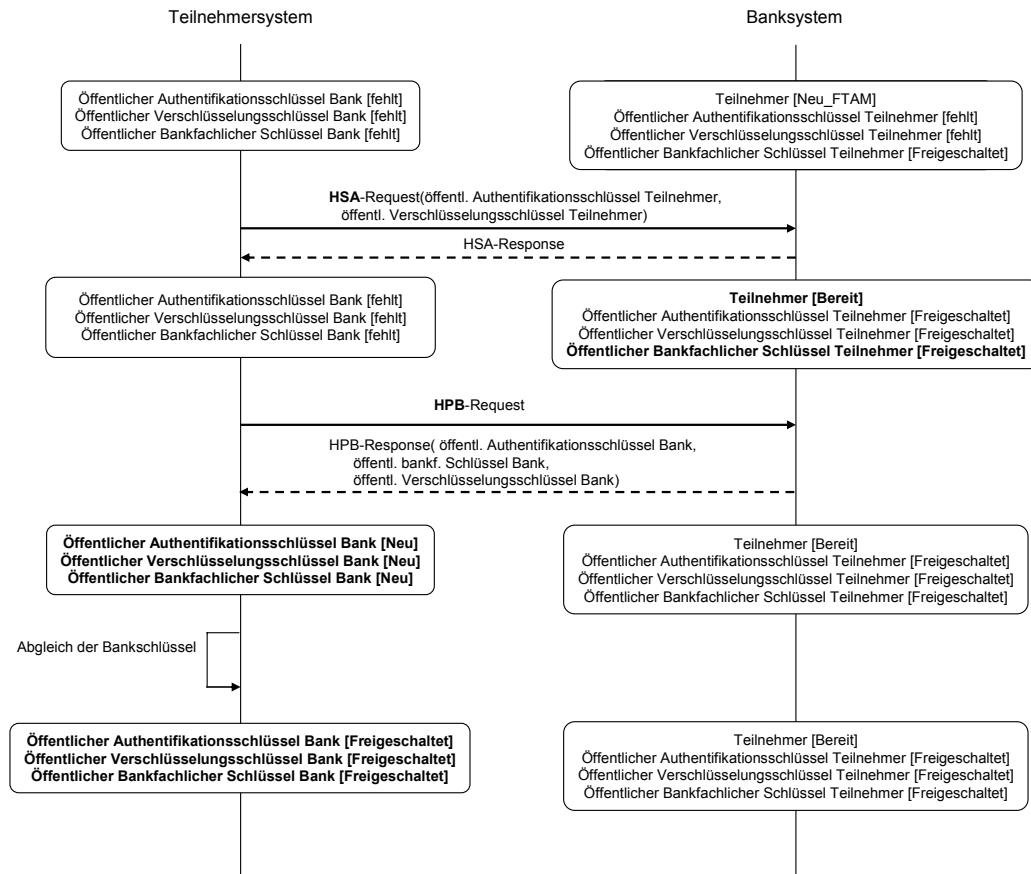 Teilnehmersystem
Banksystem
Öffentlicher Authentifikationsschlüssel Bank [fehlt]
Öffentlicher Verschlüsselungsschlüssel Bank [fehlt]
Öffentlicher Bankfachlicher Schlüssel Bank [fehlt]
Teilnehmer [Neu_FTAM]
Öffentlicher Authentifikationsschlüssel Teilnehmer [fehlt]
Öffentlicher Verschlüsselungsschlüssel Teilnehmer [fehlt]
Öffentlicher Bankfachlicher Schlüssel Teilnehmer [Freigeschaltet]
HSA-Request(öffentl. Authentifikationsschlüssel Teilnehmer,
öffentl. Verschlüsselungsschlüssel Teilnehmer)
HSA-Response
Öffentlicher Authentifikationsschlüssel Bank [fehlt]
Öffentlicher Verschlüsselungsschlüssel Bank [fehlt]
Öffentlicher Bankfachlicher Schlüssel Bank [fehlt]
Teilnehmer [Bereit]
Öffentlicher Authentifikationsschlüssel Teilnehmer [Freigeschaltet]
Öffentlicher Verschlüsselungsschlüssel Teilnehmer [Freigeschaltet]
Öffentlicher Bankfachlicher Schlüssel Teilnehmer [Freigeschaltet]
HPB-Request
HPB-Response( öffentl. Authentifikationsschlüssel Bank,
öffentl. bankf. Schlüssel Bank,
öffentl. Verschlüsselungsschlüssel Bank)
Öffentlicher Authentifikationsschlüssel Bank [Neu]
Öffentlicher Verschlüsselungsschlüssel Bank [Neu]
Öffentlicher Bankfachlicher Schlüssel Bank [Neu]
Teilnehmer [Bereit]
Öffentlicher Authentifikationsschlüssel Teilnehmer [Freigeschaltet]
Öffentlicher Verschlüsselungsschlüssel Teilnehmer [Freigeschaltet]
Öffentlicher Bankfachlicher Schlüssel Teilnehmer [Freigeschaltet]
Abgleich der Bankschlüssel
Öffentlicher Authentifikationsschlüssel Bank [Freigeschaltet]
Öffentlicher Verschlüsselungsschlüssel Bank [Freigeschaltet]
Öffentlicher Bankfachlicher Schlüssel Bank [Freigeschaltet]
Teilnehmer [Bereit]
Öffentlicher Authentifikationsschlüssel Teilnehmer [Freigeschaltet]
Öffentlicher Verschlüsselungsschlüssel Teilnehmer [Freigeschaltet]
Öffentlicher Bankfachlicher Schlüssel Teilnehmer [Freigeschaltet]